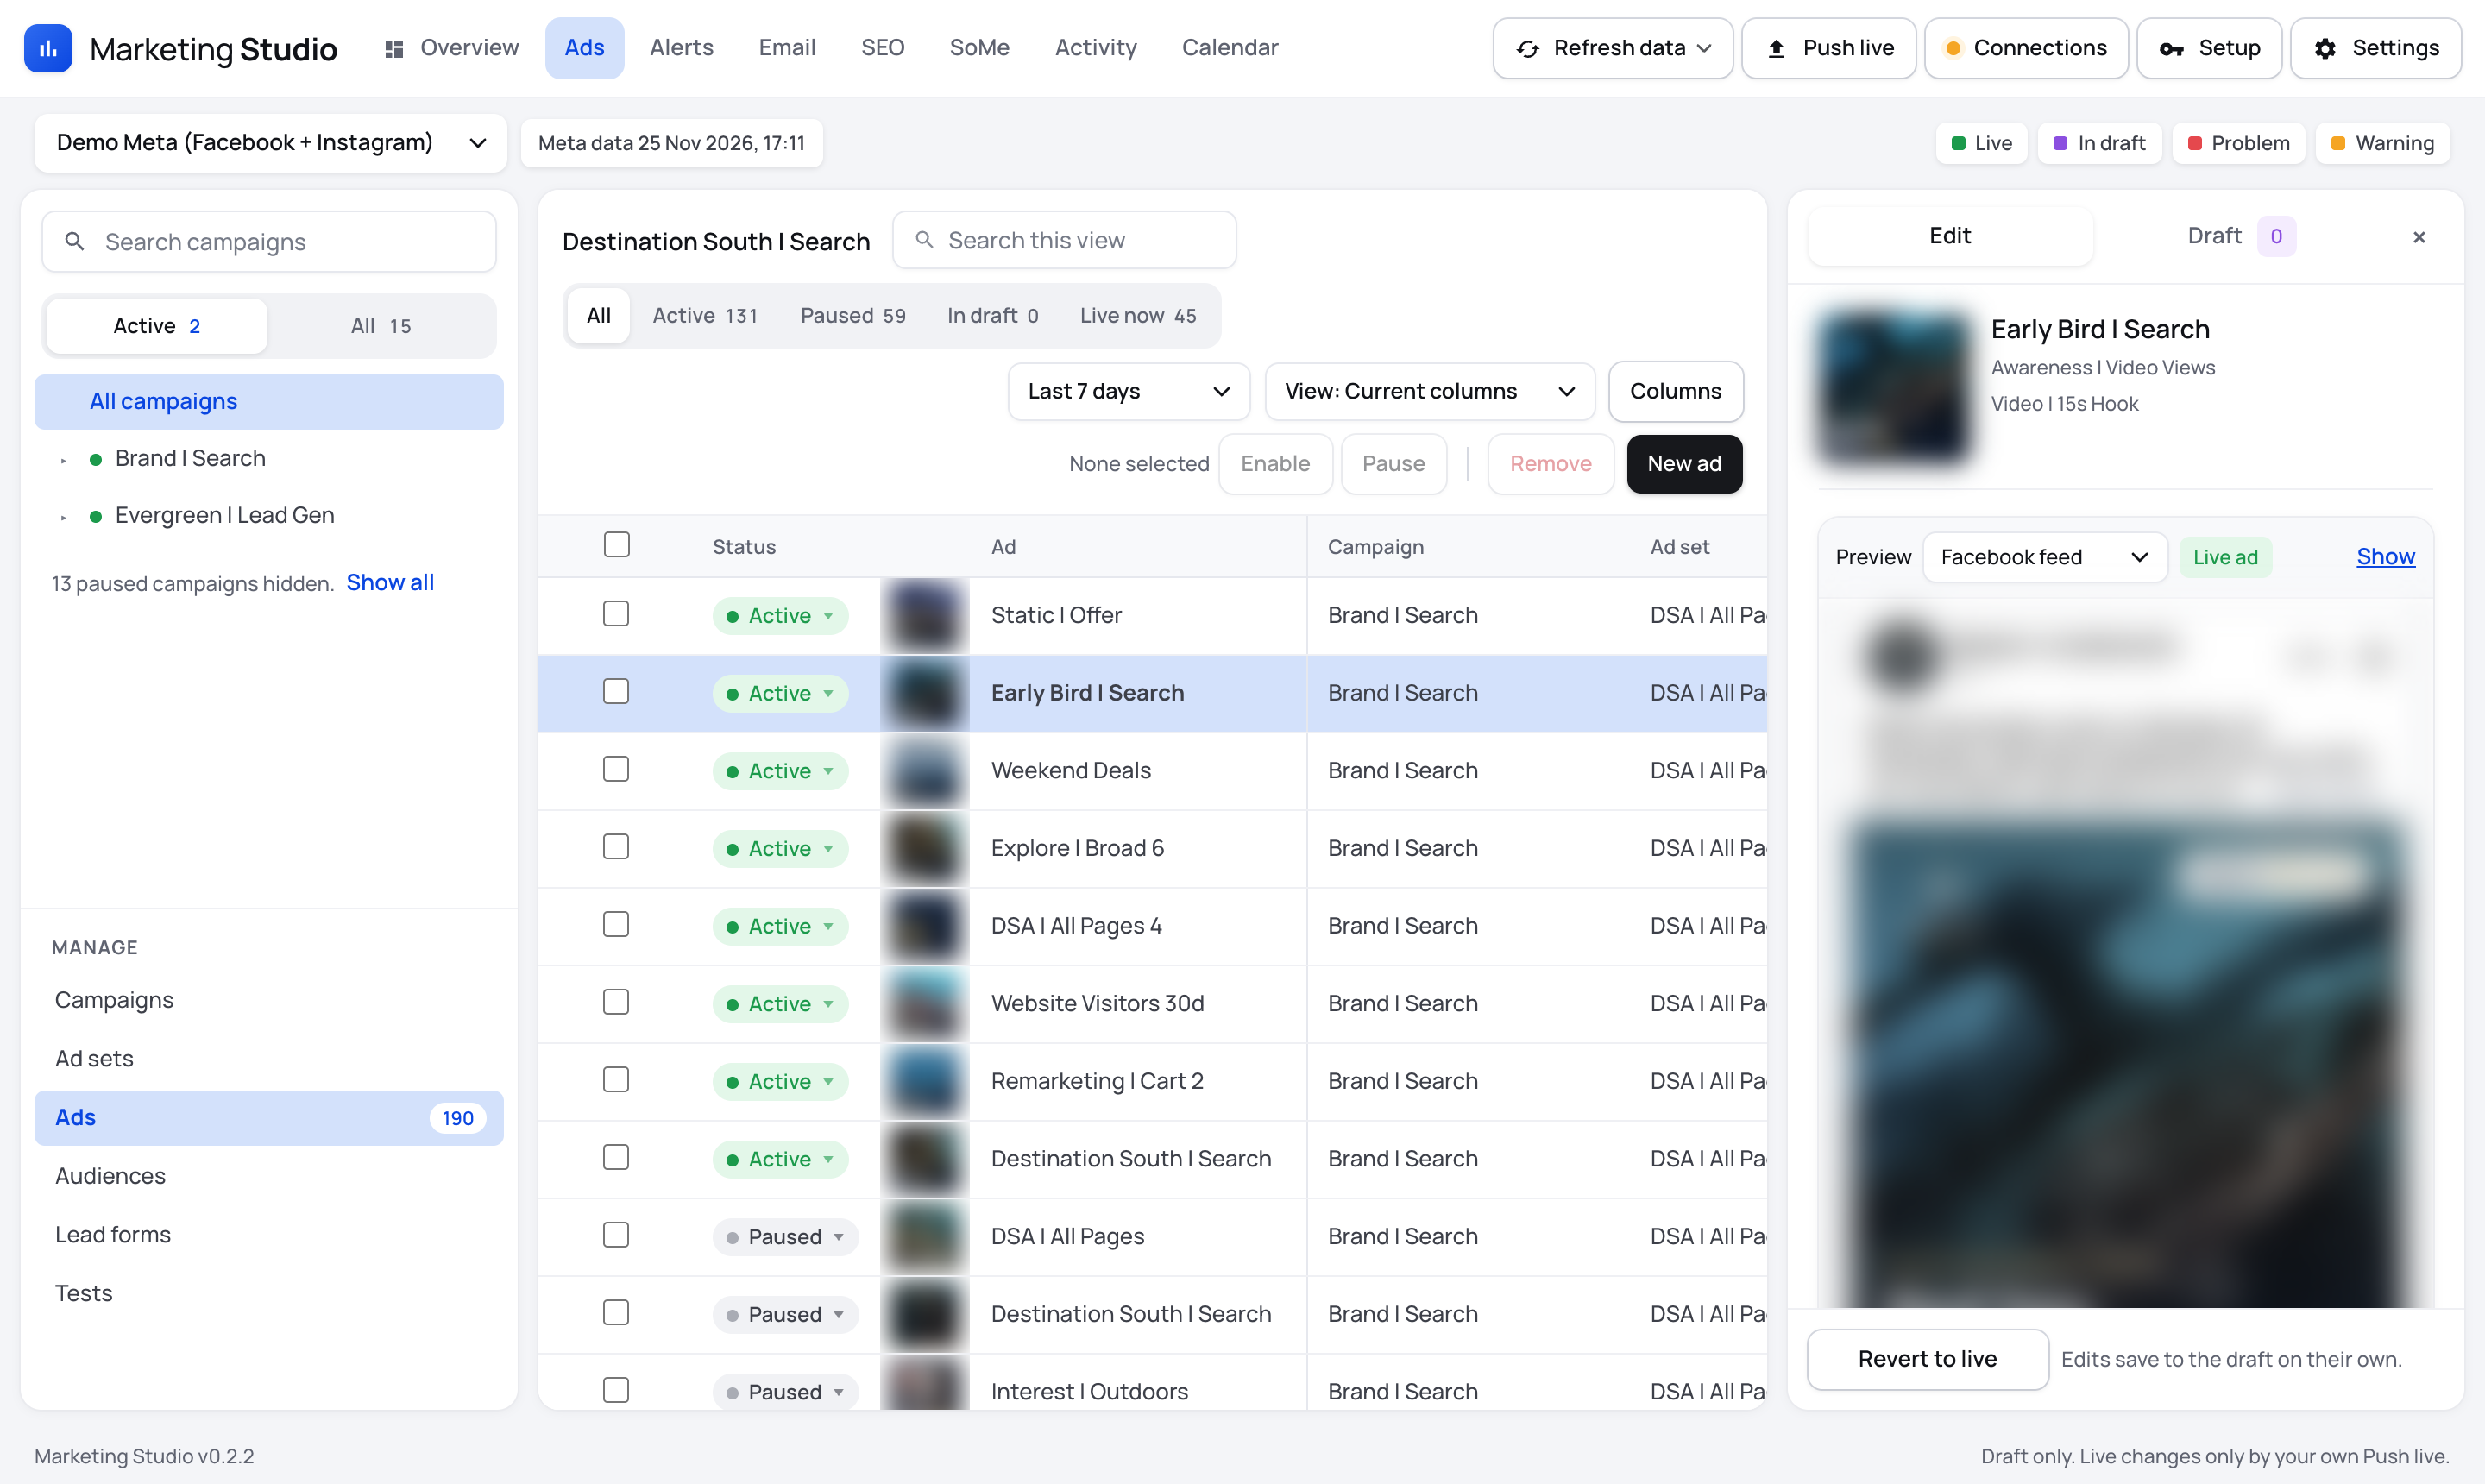 Marketing Studio
Overview
Ads
Alerts
Email
SEO
SoMe
Activity
Calendar
Refresh data
Push live
Connections
Setup
Settings
Demo Meta (Facebook + Instagram)
Meta data 25 Nov 2026, 17:11
Live
In draft
Problem
Warning
Search campaigns
Active 2
All 15
All campaigns
Brand | Search
Evergreen | Lead Gen
13 paused campaigns hidden. Show all
MANAGE
Campaigns
Ad sets
Ads 190
Audiences
Lead forms
Tests
Destination South | Search
Search this view
All
Active 131
Paused 59
In draft 0
Live now 45
Last 7 days
View: Current columns
Columns
None selected
Enable
Pause
Remove
New ad
Status Ad Campaign Ad set
Active Static | Offer Brand | Search DSA | All Pa
Active Early Bird | Search Brand | Search DSA | All Pa
Active Weekend Deals Brand | Search DSA | All Pa
Active Explore | Broad 6 Brand | Search DSA | All Pa
Active DSA | All Pages 4 Brand | Search DSA | All Pa
Active Website Visitors 30d Brand | Search DSA | All Pa
Active Remarketing | Cart 2 Brand | Search DSA | All Pa
Active Destination South | Search Brand | Search DSA | All Pa
Paused DSA | All Pages Brand | Search DSA | All Pa
Paused Destination South | Search Brand | Search DSA | All Pa
Paused Interest | Outdoors Brand | Search DSA | All Pa
Edit
Draft 0
Early Bird | Search
Awareness | Video Views
Video | 15s Hook
Preview
Facebook feed
Live ad
Show
Revert to live
Edits save to the draft on their own.
Marketing Studio v0.2.2
Draft only. Live changes only by your own Push live.